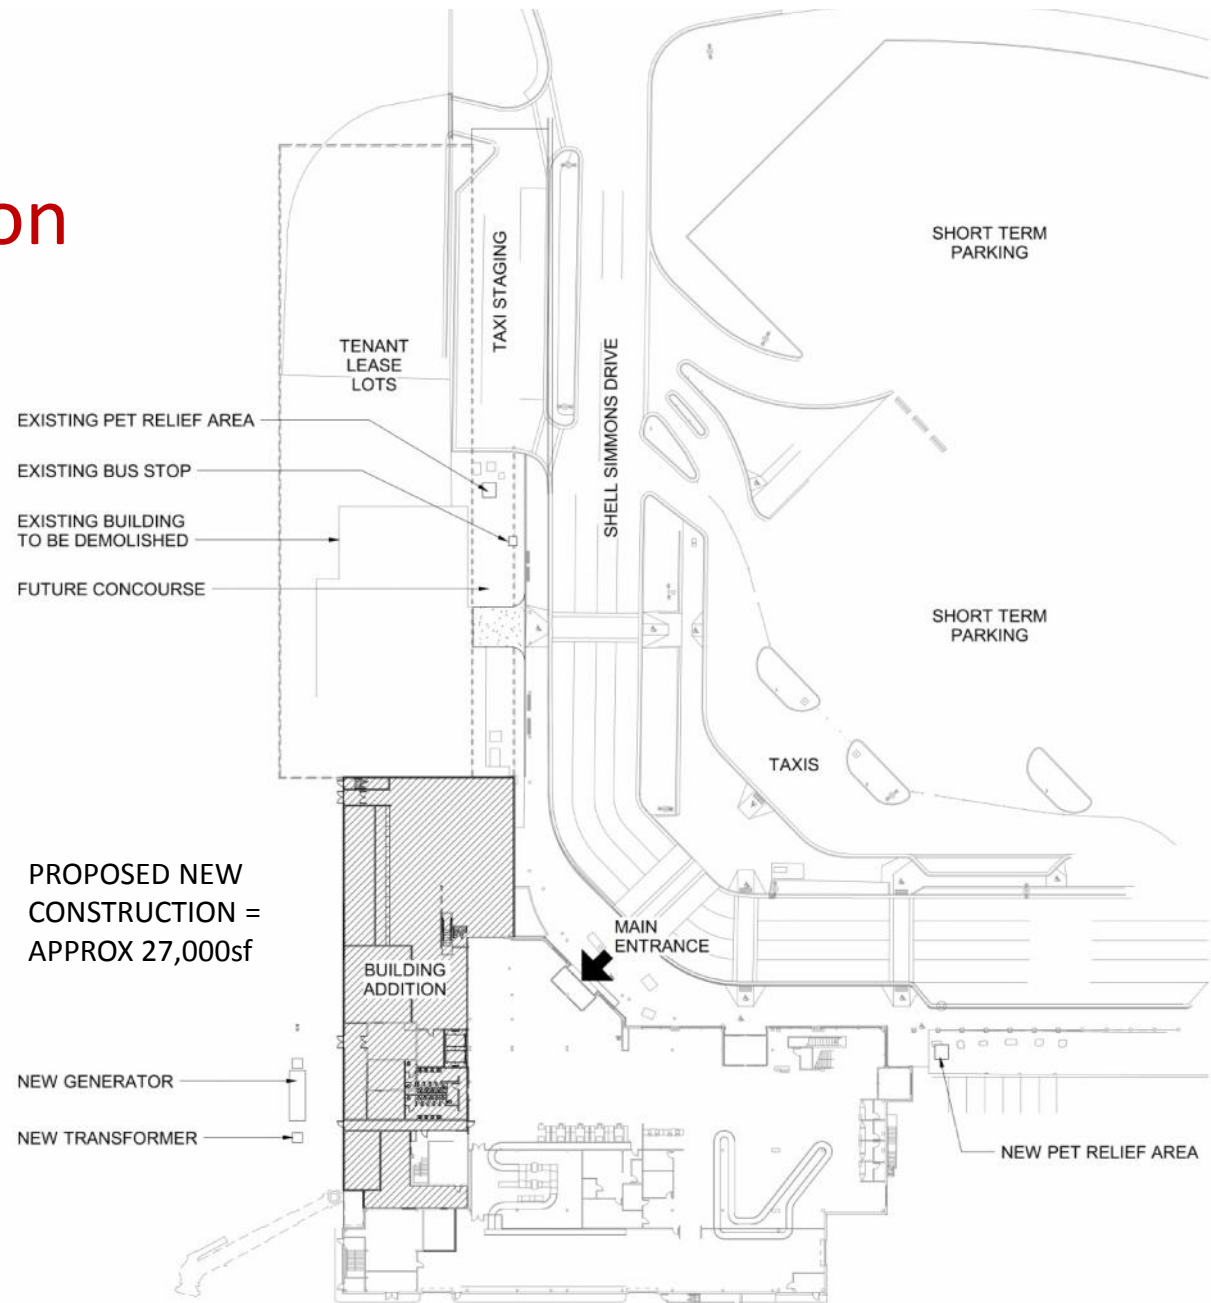 on
SHORT TERM
PARKING
TAXI STAGING
TENANT
LEASE
LOTS
SHELL SIMMONS DRIVE
EXISTING PET RELIEF AREA
EXISTING BUS STOP
EXISTING BUILDING
TO BE DEMOLISHED
FUTURE CONCOURSE
SHORT TERM
PARKING
TAXIS
PROPOSED NEW
CONSTRUCTION =
APPROX 27,000sf
MAIN
ENTRANCE
BUILDING
ADDITION
NEW GENERATOR
NEW TRANSFORMER
NEW PET RELIEF AREA